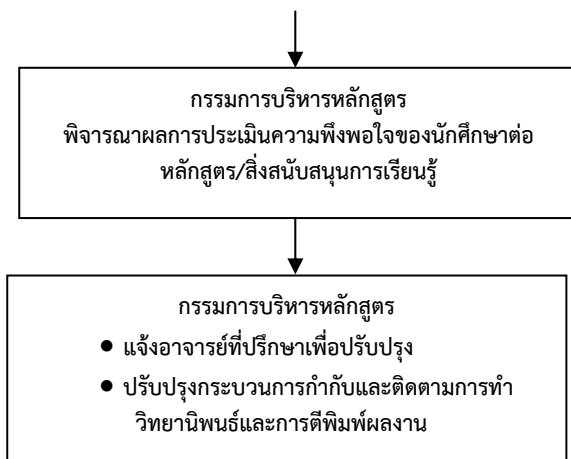 กรรมการบริหารหลักสูตร
พิจารณาผลการประเมินความพึงพอใจของนักศึกษาต่อ
หลักสูตร/สิ่งสนับสนุนการเรียนรู้
กรรมการบริหารหลักสูตร
● แจ้งอาจารย์ที่ปรึกษาเพื่อปรับปรุง
● ปรับปรุงกระบวนการกำกับและติดตามการทำ
วิทยานิพนธ์และการตีพิมพ์ผลงาน